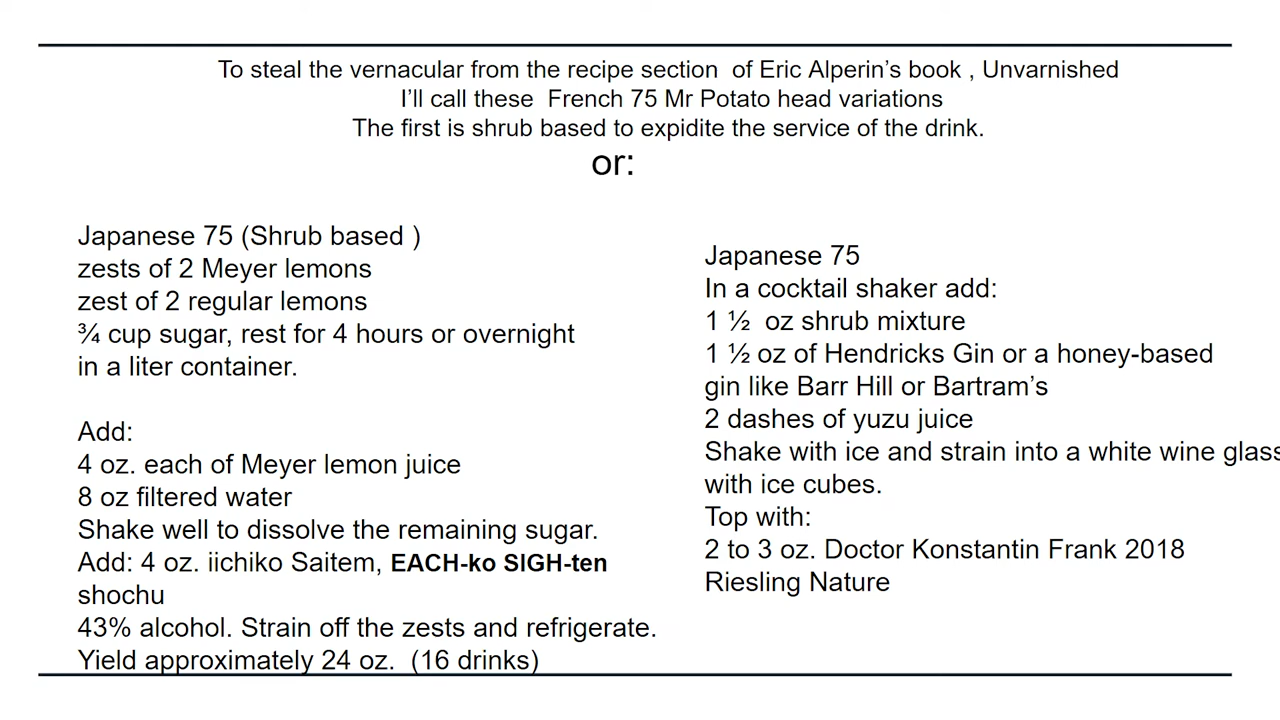 To steal the vernacular from the recipe section  of Eric Alperin’s book , Unvarnished
I’ll call these  French 75 Mr Potato head variations
The first is shrub based to expidite the service of the drink.
or:
Japanese 75 (Shrub based )
zests of 2 Meyer lemons
zest of 2 regular lemons
¾ cup sugar, rest for 4 hours or overnight
in a liter container.
Add:
4 oz. each of Meyer lemon juice
8 oz filtered water
Shake well to dissolve the remaining sugar.
Add: 4 oz. iichiko Saitem, EACH-ko SIGH-ten
shochu
43% alcohol. Strain off the zests and refrigerate.
Yield approximately 24 oz.  (16 drinks)
Japanese 75
In a cocktail shaker add:
1 ½  oz shrub mixture
1 ½ oz of Hendricks Gin or a honey-based
gin like Barr Hill or Bartram’s
2 dashes of yuzu juice
Shake with ice and strain into a white wine glass
with ice cubes.
Top with:
2 to 3 oz. Doctor Konstantin Frank 2018
Riesling Nature